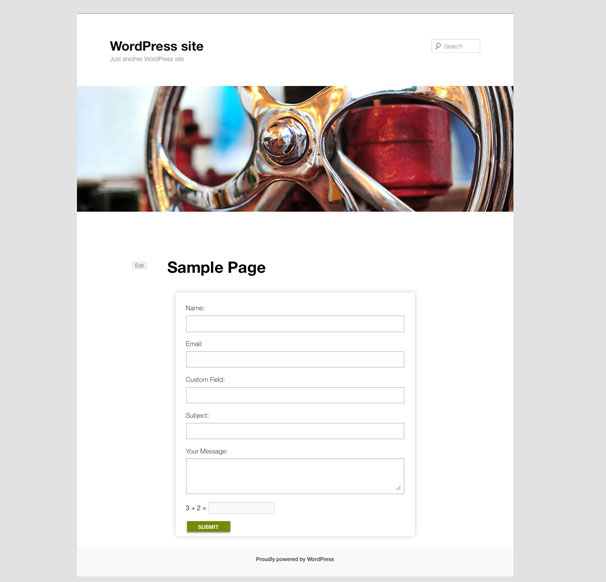 WordPress site
Just another WordPress site
Search
Edit
Sample Page
Name:
Email:
Custom Field:
Subject:
Your Message:
3 + 2 =
SUBMIT
Proudly powered by WordPress